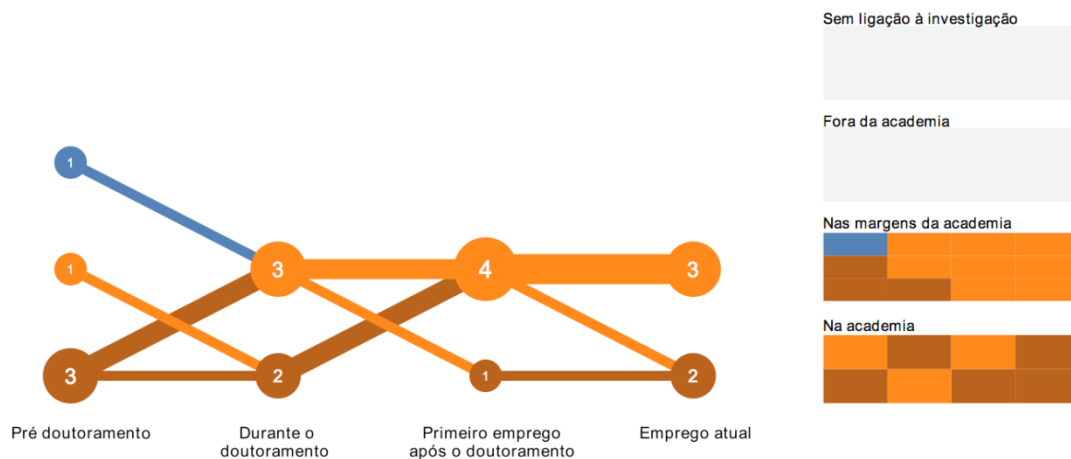 Sem ligação à investigação
Fora da academia
1
Nas margens da academia
1
3
4
3
Na academia
3
2
1
2
Pré doutoramento
Durante o
doutoramento
Primeiro emprego
após o doutoramento
Emprego atual